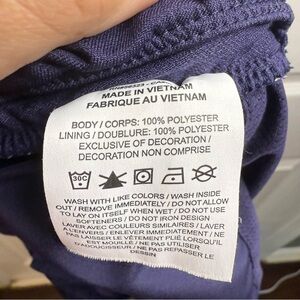 MADE IN VIETNAM
FABRIQUE AU VIETNAM
BODY / CORPS: 100% POLYESTER
LINING / DOUBLURE: 100% POLYESTER
EXCLUSIVE OF DECORATION /
DECORATION NON COMPRISE
30C
WASH WITH LIKE COLORS / WASH INSIDE
OUT / REMOVE IMMEDIATELY / DO NOT ALLOW
TO LAY ON ITSELF WHEN WET / DO NOT USE
SOFTENERS / DO NOT IRON DESIGN
LAVER AVEC COULEURS SIMILAIRES / LAVER
A L'ENVERS / ENLEVER IMMEDIATEMENT / NE
PAS LAISSER LE VÊTEMENT PLIÉ LORSQU'IL
EST MOUILLÉ / NE PAS UTILISER
D'ADOUCISSEUR / NE PAS REPASSER LE
DESSIN